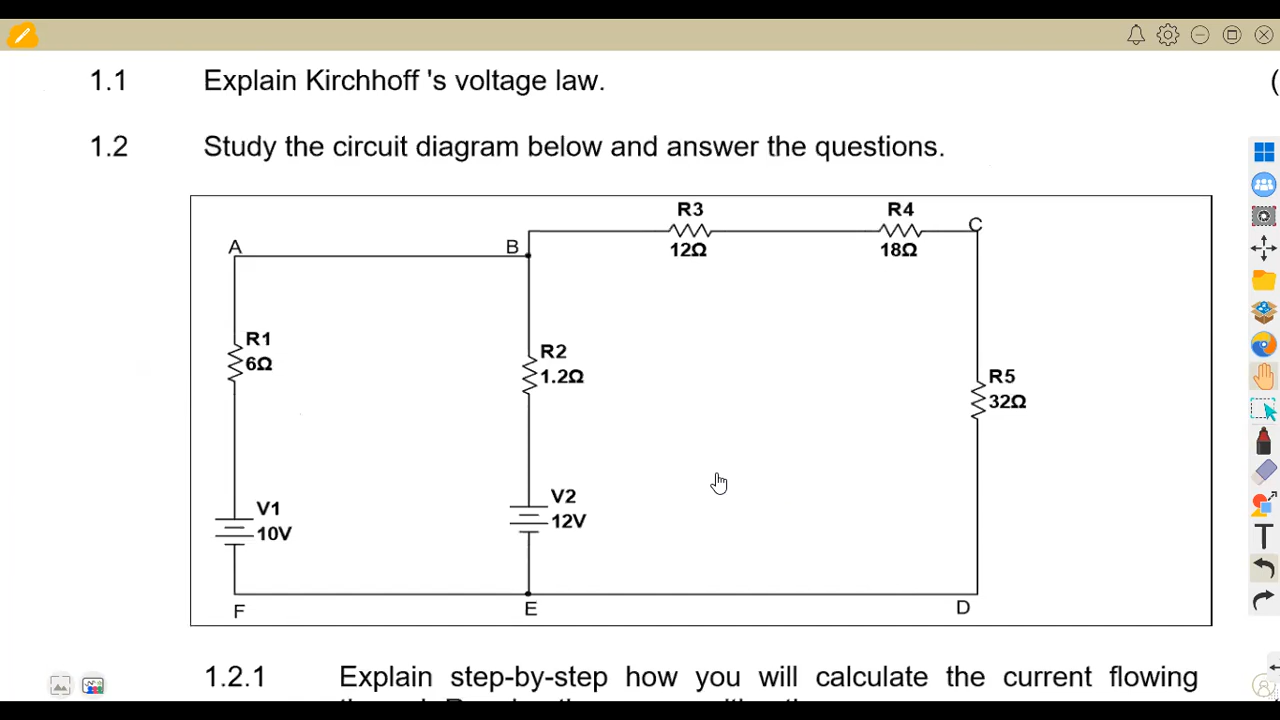 1.1 Explain Kirchhoff 's voltage law. (
1.2 Study the circuit diagram below and answer the questions.
R3 R4
A B C
12Ω 18Ω
R1
6Ω
R2
1.2Ω
R5
32Ω
V1
10V
V2
12V
F E D
1.2.1 Explain step-by-step how you will calculate the current flowing